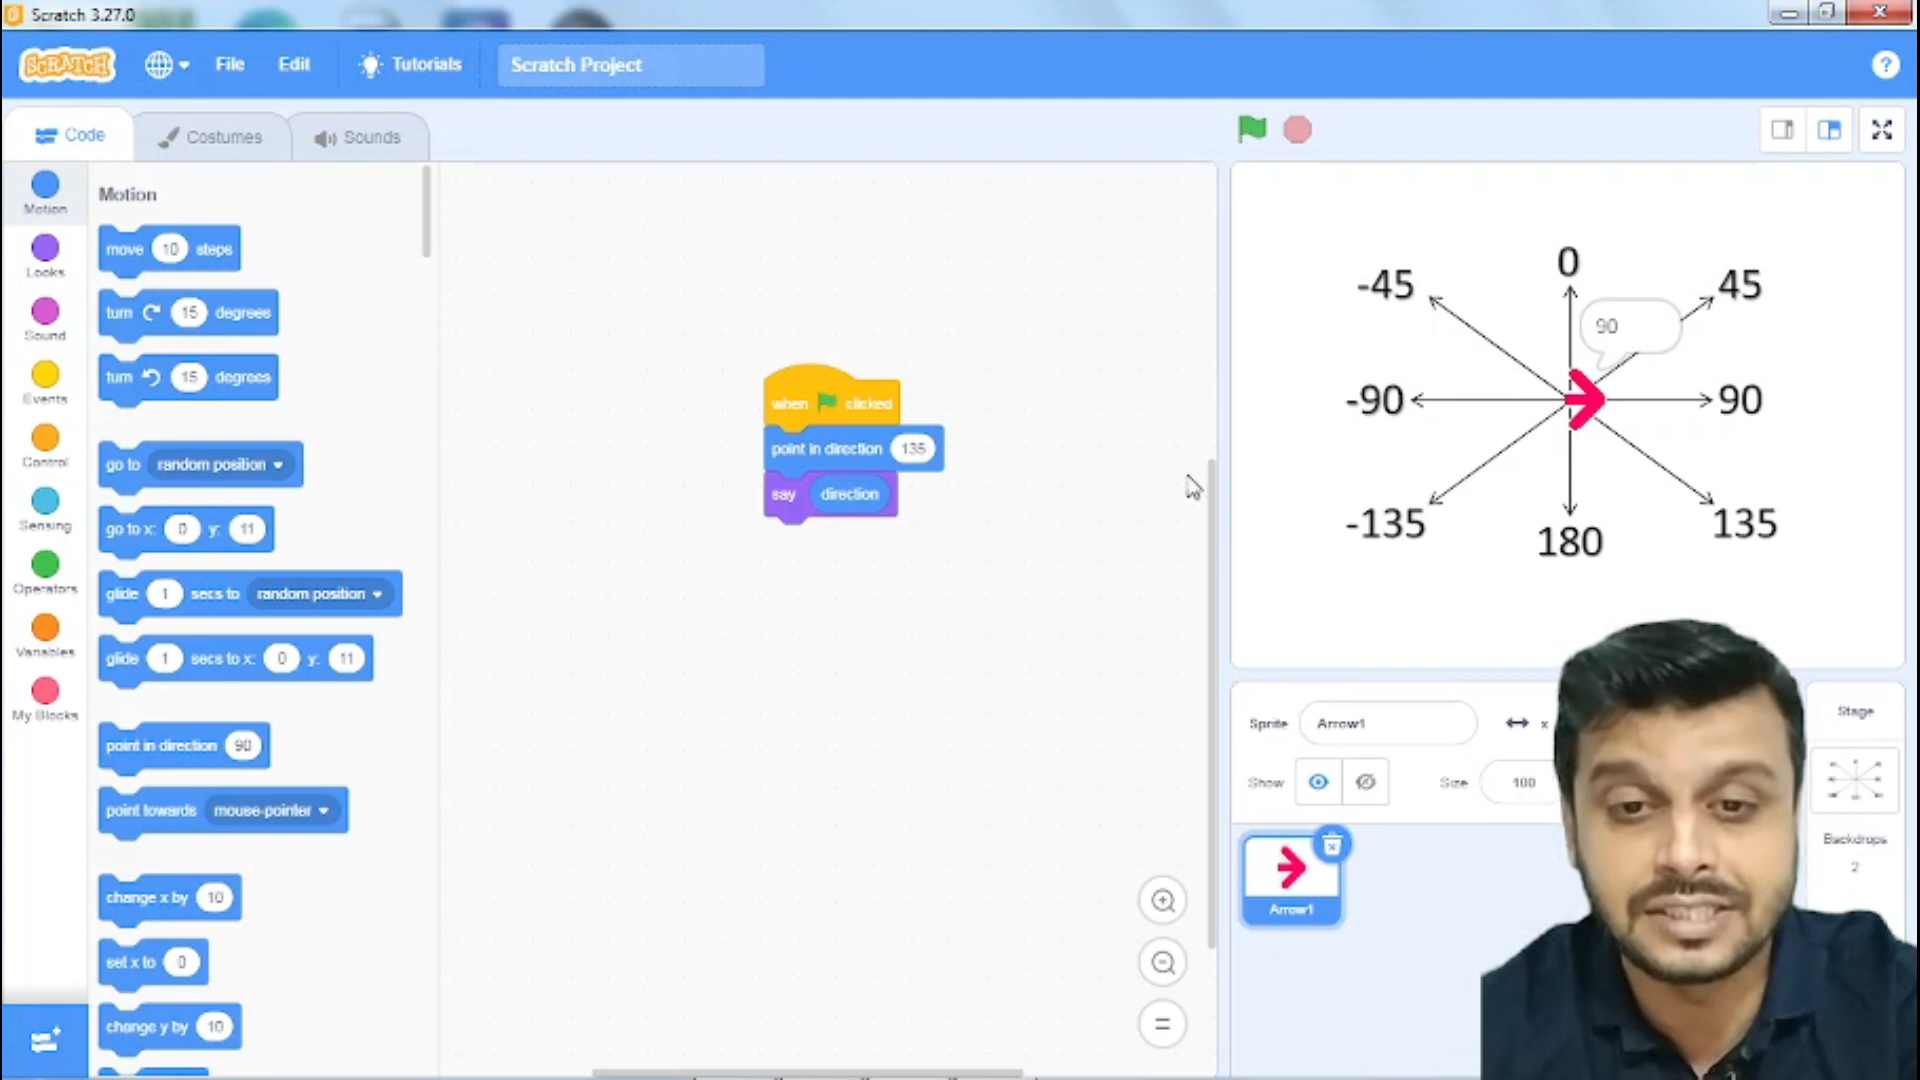 Scratch 3.27.0
SCRATCH
File
Edit
Tutorials
Scratch Project
Code
Costumes
Sounds
Motion
Looks
Sound
Events
Control
Sensing
Operators
Variables
My Blocks
Motion
move 10 steps
turn 15 degrees
turn 15 degrees
go to random position
go to x: 0 y: 11
glide 1 secs to random position
glide 1 secs to x: 0 y: 11
point in direction 90
point towards mouse-pointer
change x by 10
set x to 0
change y by 10
when clicked
point in direction 135
say direction
0
-45
45
90
-90
90
-135
135
180
Sprite Arrow1
x
Show
Size 100
Arrow1
Stage
Backdrops
2